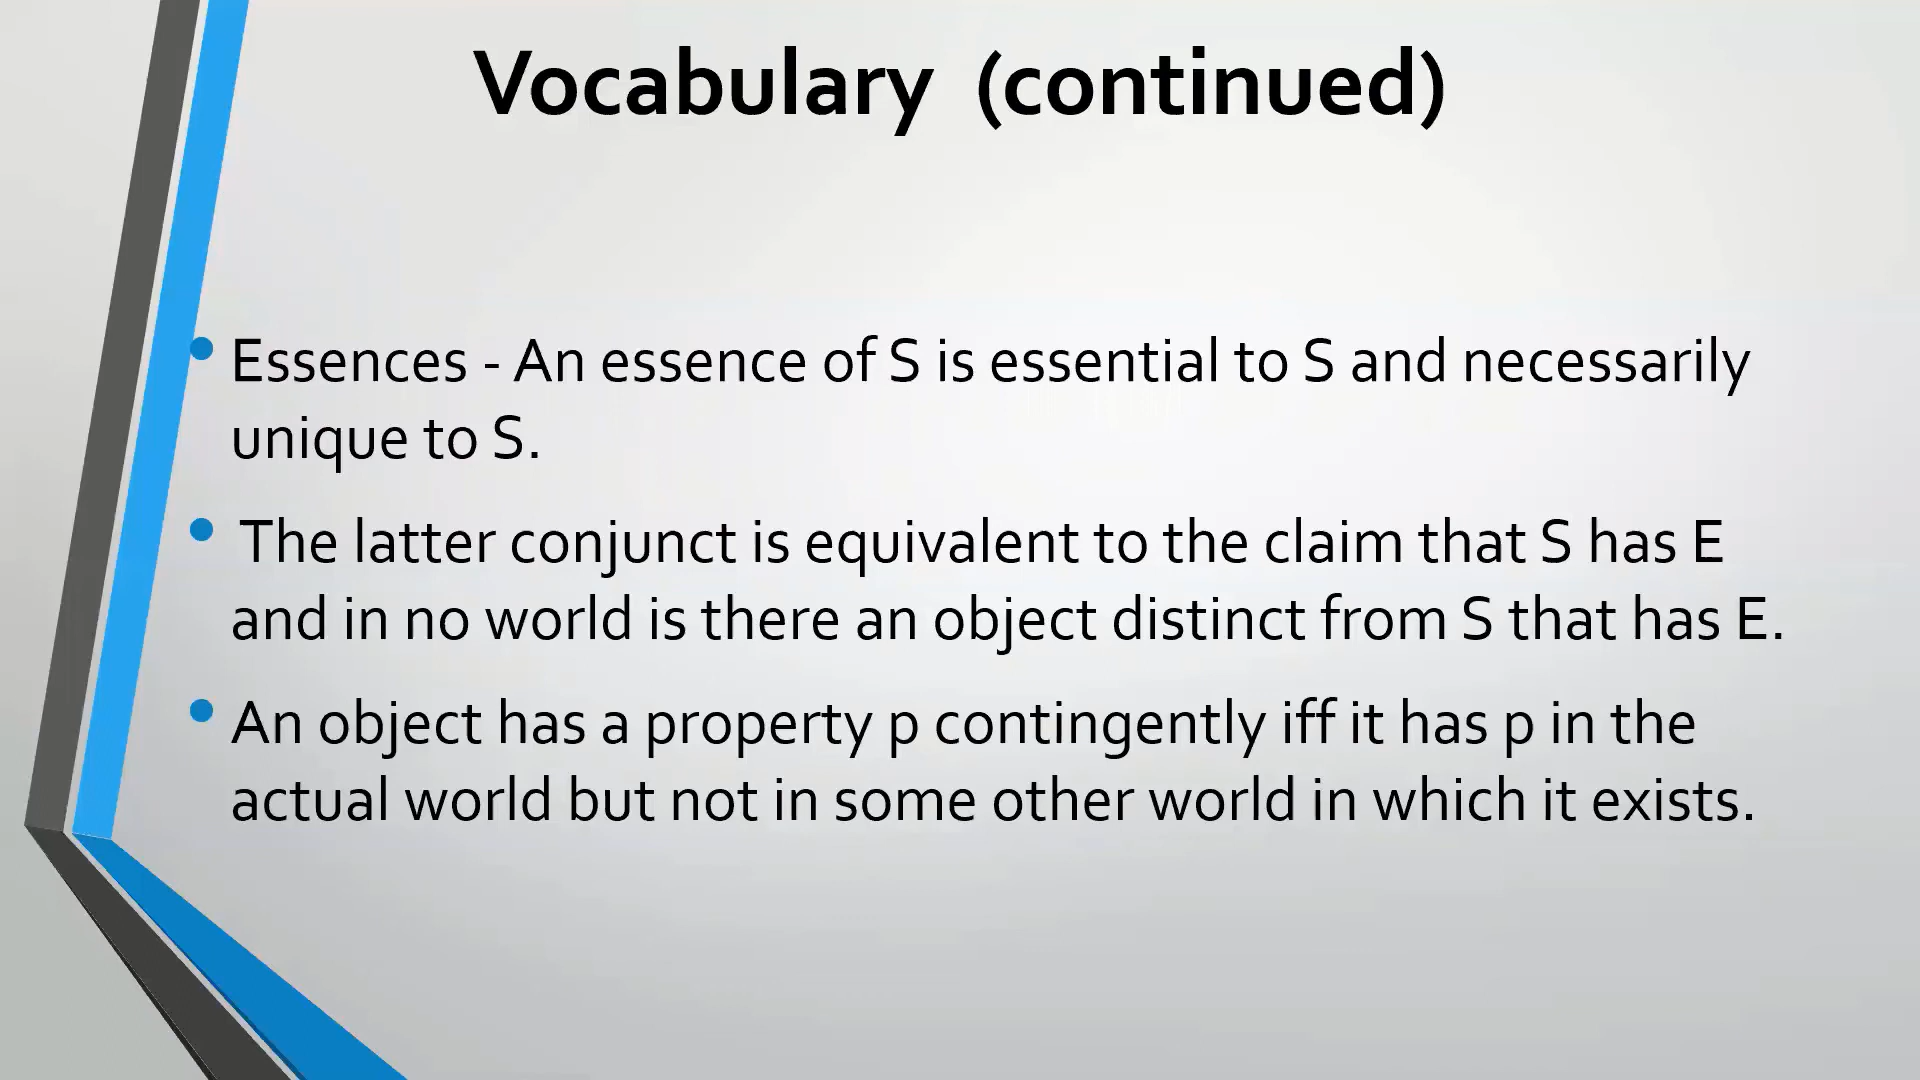 Vocabulary (continued)
• Essences - An essence of S is essential to S and necessarily
unique to S.
• The latter conjunct is equivalent to the claim that S has E
and in no world is there an object distinct from S that has E.
• An object has a property p contingently iff it has p in the
actual world but not in some other world in which it exists.